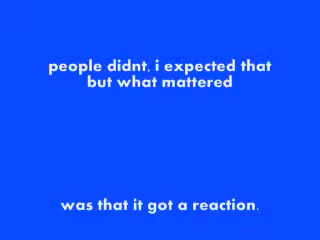 people didnt, i expected that
but what mattered
was that it got a reaction.